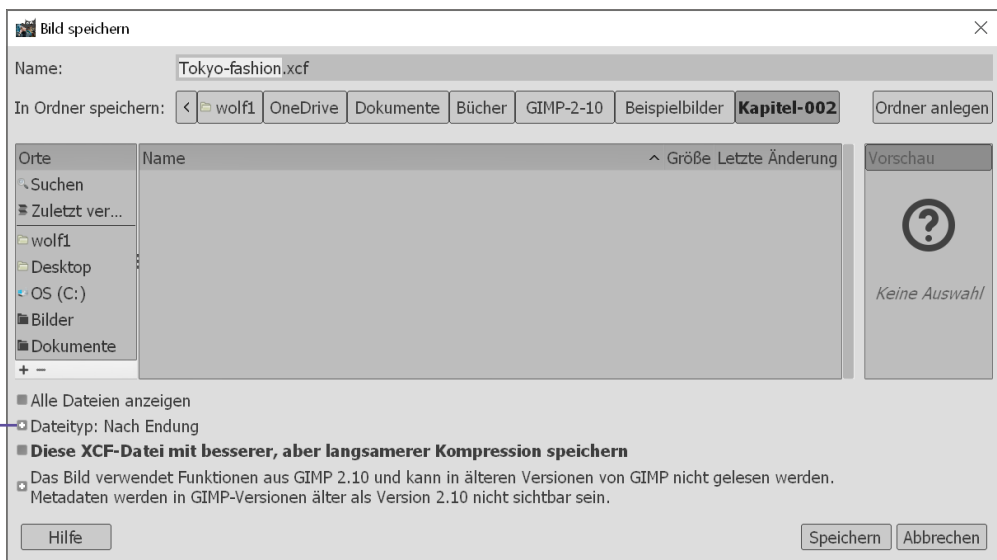 Bild speichern
Name: Tokyo-fashion.xcf
In Ordner speichern: < wolf1 OneDrive Dokumente Bücher GIMP-2-10 Beispielbilder Kapitel-002 Ordner anlegen
Orte Name Größe Letzte Änderung Vorschau
Suchen
Zuletzt ver...
wolf1
Desktop
OS (C:)
Bilder
Dokumente
+ −
Keine Auswahl
Alle Dateien anzeigen
Dateityp: Nach Endung
Diese XCF-Datei mit besserer, aber langsamerer Kompression speichern
Das Bild verwendet Funktionen aus GIMP 2.10 und kann in älteren Versionen von GIMP nicht gelesen werden.
Metadaten werden in GIMP-Versionen älter als Version 2.10 nicht sichtbar sein.
Hilfe Speichern Abbrechen